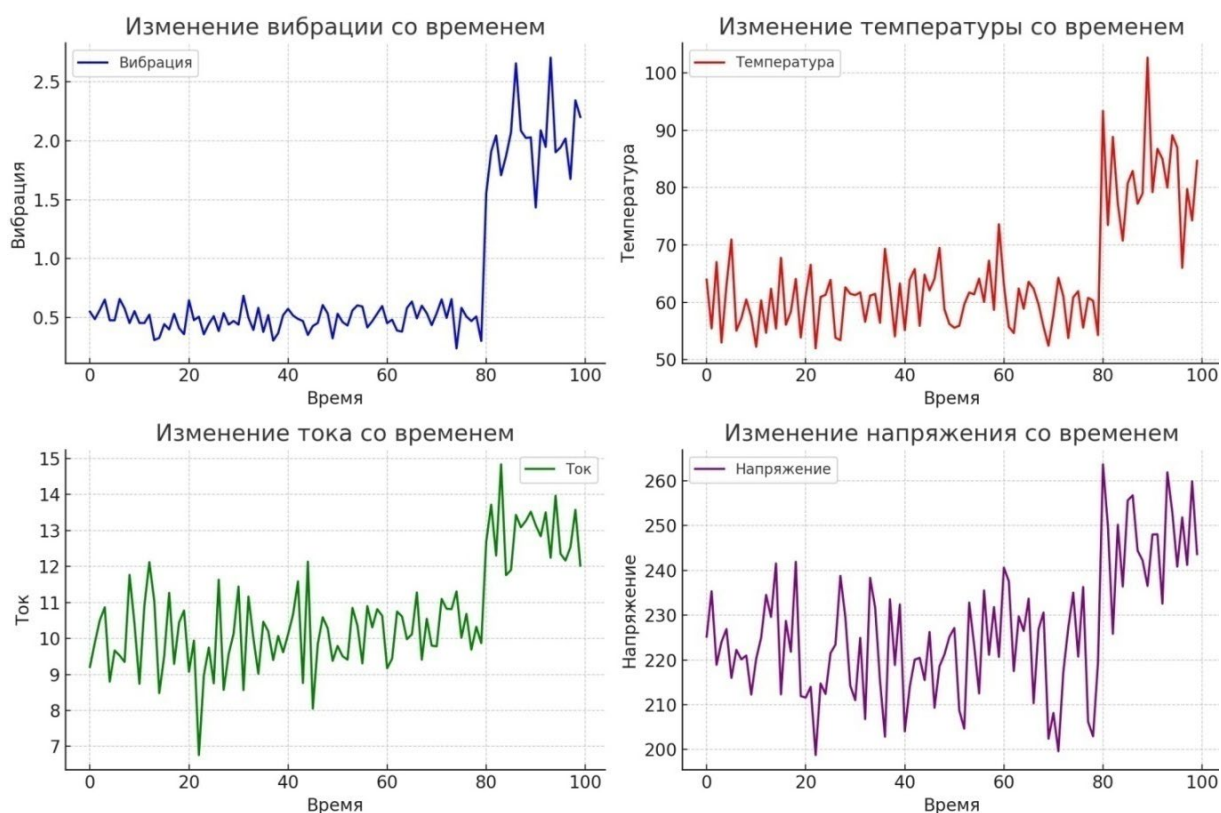 Изменение вибрации со временем
Вибрация
2.5
2.0
1.5
1.0
0.5
Вибрация
0 20 40 60 80 100
Время
Изменение температуры со временем
Температура
100
90
80
70
60
50
Температура
0 20 40 60 80 100
Время
Изменение тока со временем
Ток
15
14
13
12
11
10
9
8
7
Ток
0 20 40 60 80 100
Время
Изменение напряжения со временем
Напряжение
260
250
240
230
220
210
200
Напряжение
0 20 40 60 80 100
Время